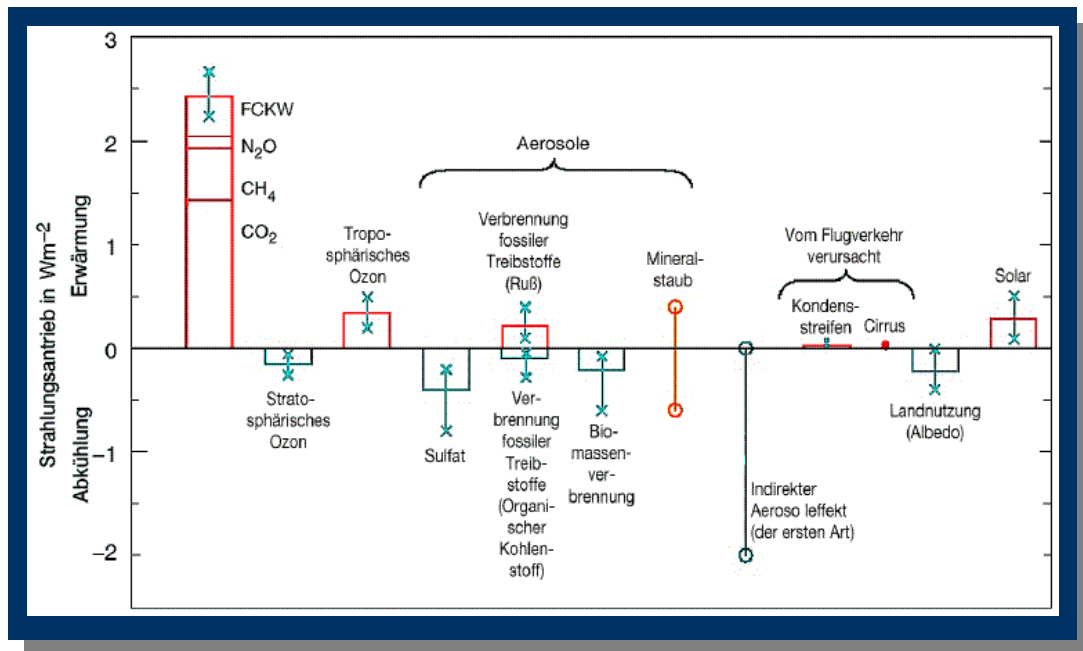 3
2
1
0
−1
−2
Strahlungsantrieb in Wm−2
Erwärmung
Abkühlung
FCKW
N2O
CH4
CO2
Strato-
sphärisches
Ozon
Tropo-
sphärisches
Ozon
Aerosole
Sulfat
Verbrennung
fossiler
Treibstoffe
(Ruß)
Ver-
brennung
fossiler
Treib-
stoffe
(Organi-
scher
Kohlen-
stoff)
Bio-
massen-
ver-
brennung
Mineral-
staub
Indirekter
Aeroso leffekt
(der ersten Art)
Vom Flugverkehr
verursacht
Kondens-
streifen
Cirrus
Landnutzung
(Albedo)
Solar